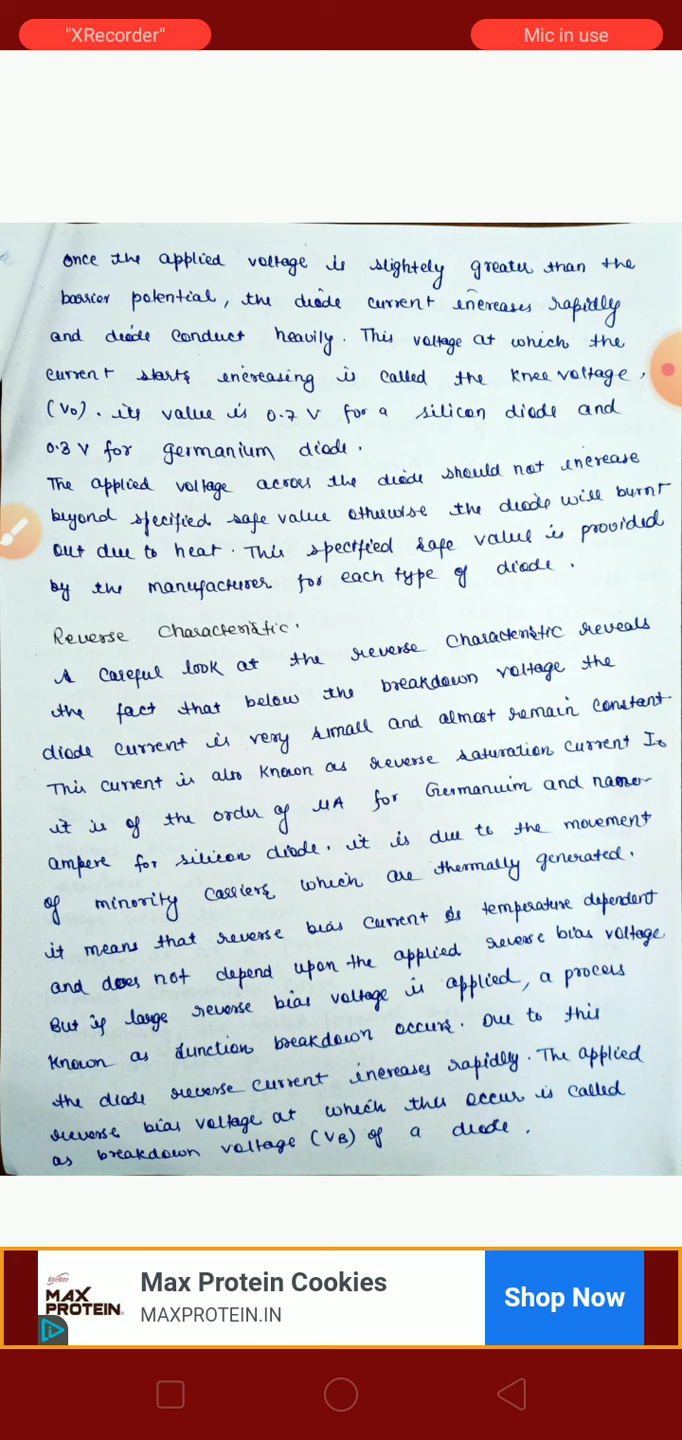 "XRecorder"
Mic in use
once the applied voltage is slightely greater than the
barrier potential, the diode current increases rapidly
and diode conduct heavily. This voltage at which the
current starts increasing is called the knee voltage,
(V₀). its value is 0.7 V for a silicon diode and
0.3 V for germanium diode.
The applied voltage across the diode should not increase
beyond specified safe value otherwise the diode will burnt
out due to heat. This specified safe value is provided
by the manufacturer for each type of diode.
Reverse Characteristic.
A careful look at the reverse characteristic reveals
the fact that below the breakdown voltage the
diode current is very small and almost remain constant
This current is also known as reverse saturation current I₀
it is of the order of μA for Germanium and nano-
ampere for silicon diode. it is due to the movement
of minority carriers which are thermally generated.
it means that reverse bias current is temperature dependent
and does not depend upon the applied reverse bias voltage
But if large reverse bias voltage is applied, a process
known as Junction breakdown occurs. Due to this
the diode reverse current increases rapidly. The applied
reverse bias voltage at which this occur is called
as breakdown voltage (VB) of a diode.
RiteBite
MAX
PROTEIN
Max Protein Cookies
MAXPROTEIN.IN
Shop Now